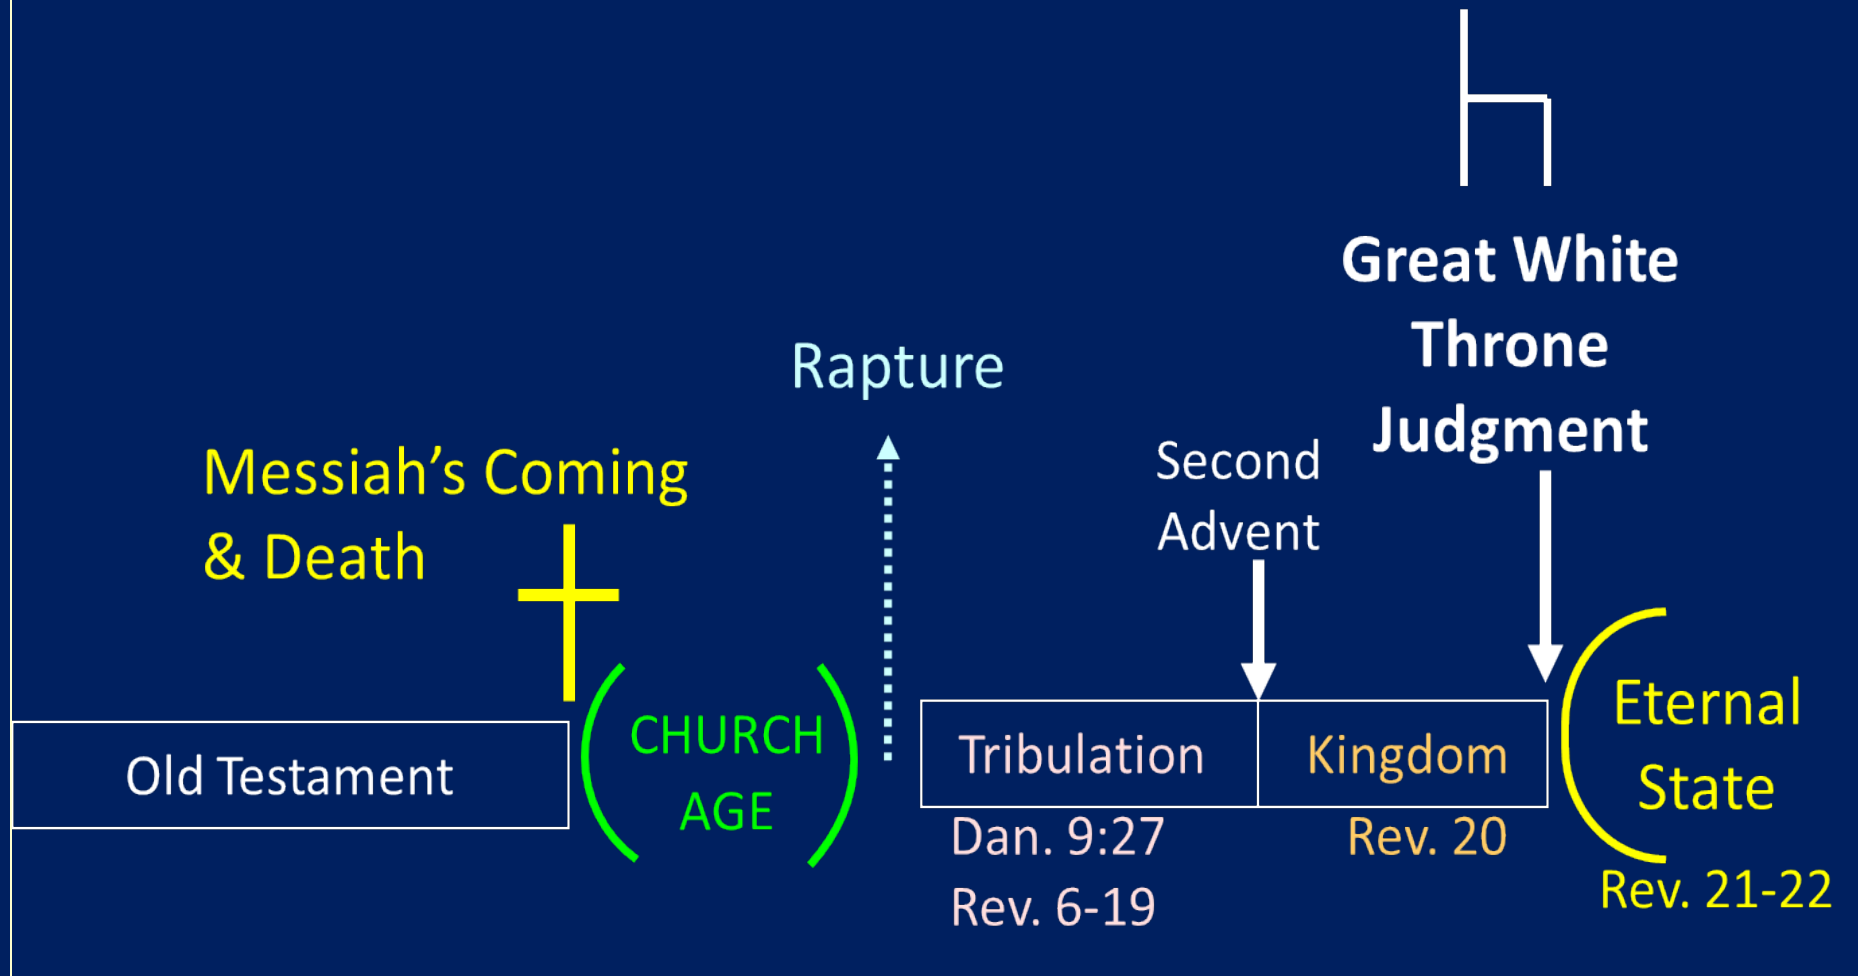 Great White
Throne
Judgment
Rapture
Messiah’s Coming
& Death
Second
Advent
Old Testament
CHURCH
AGE
Tribulation
Kingdom
Eternal
State
Dan. 9:27
Rev. 6-19
Rev. 20
Rev. 21-22